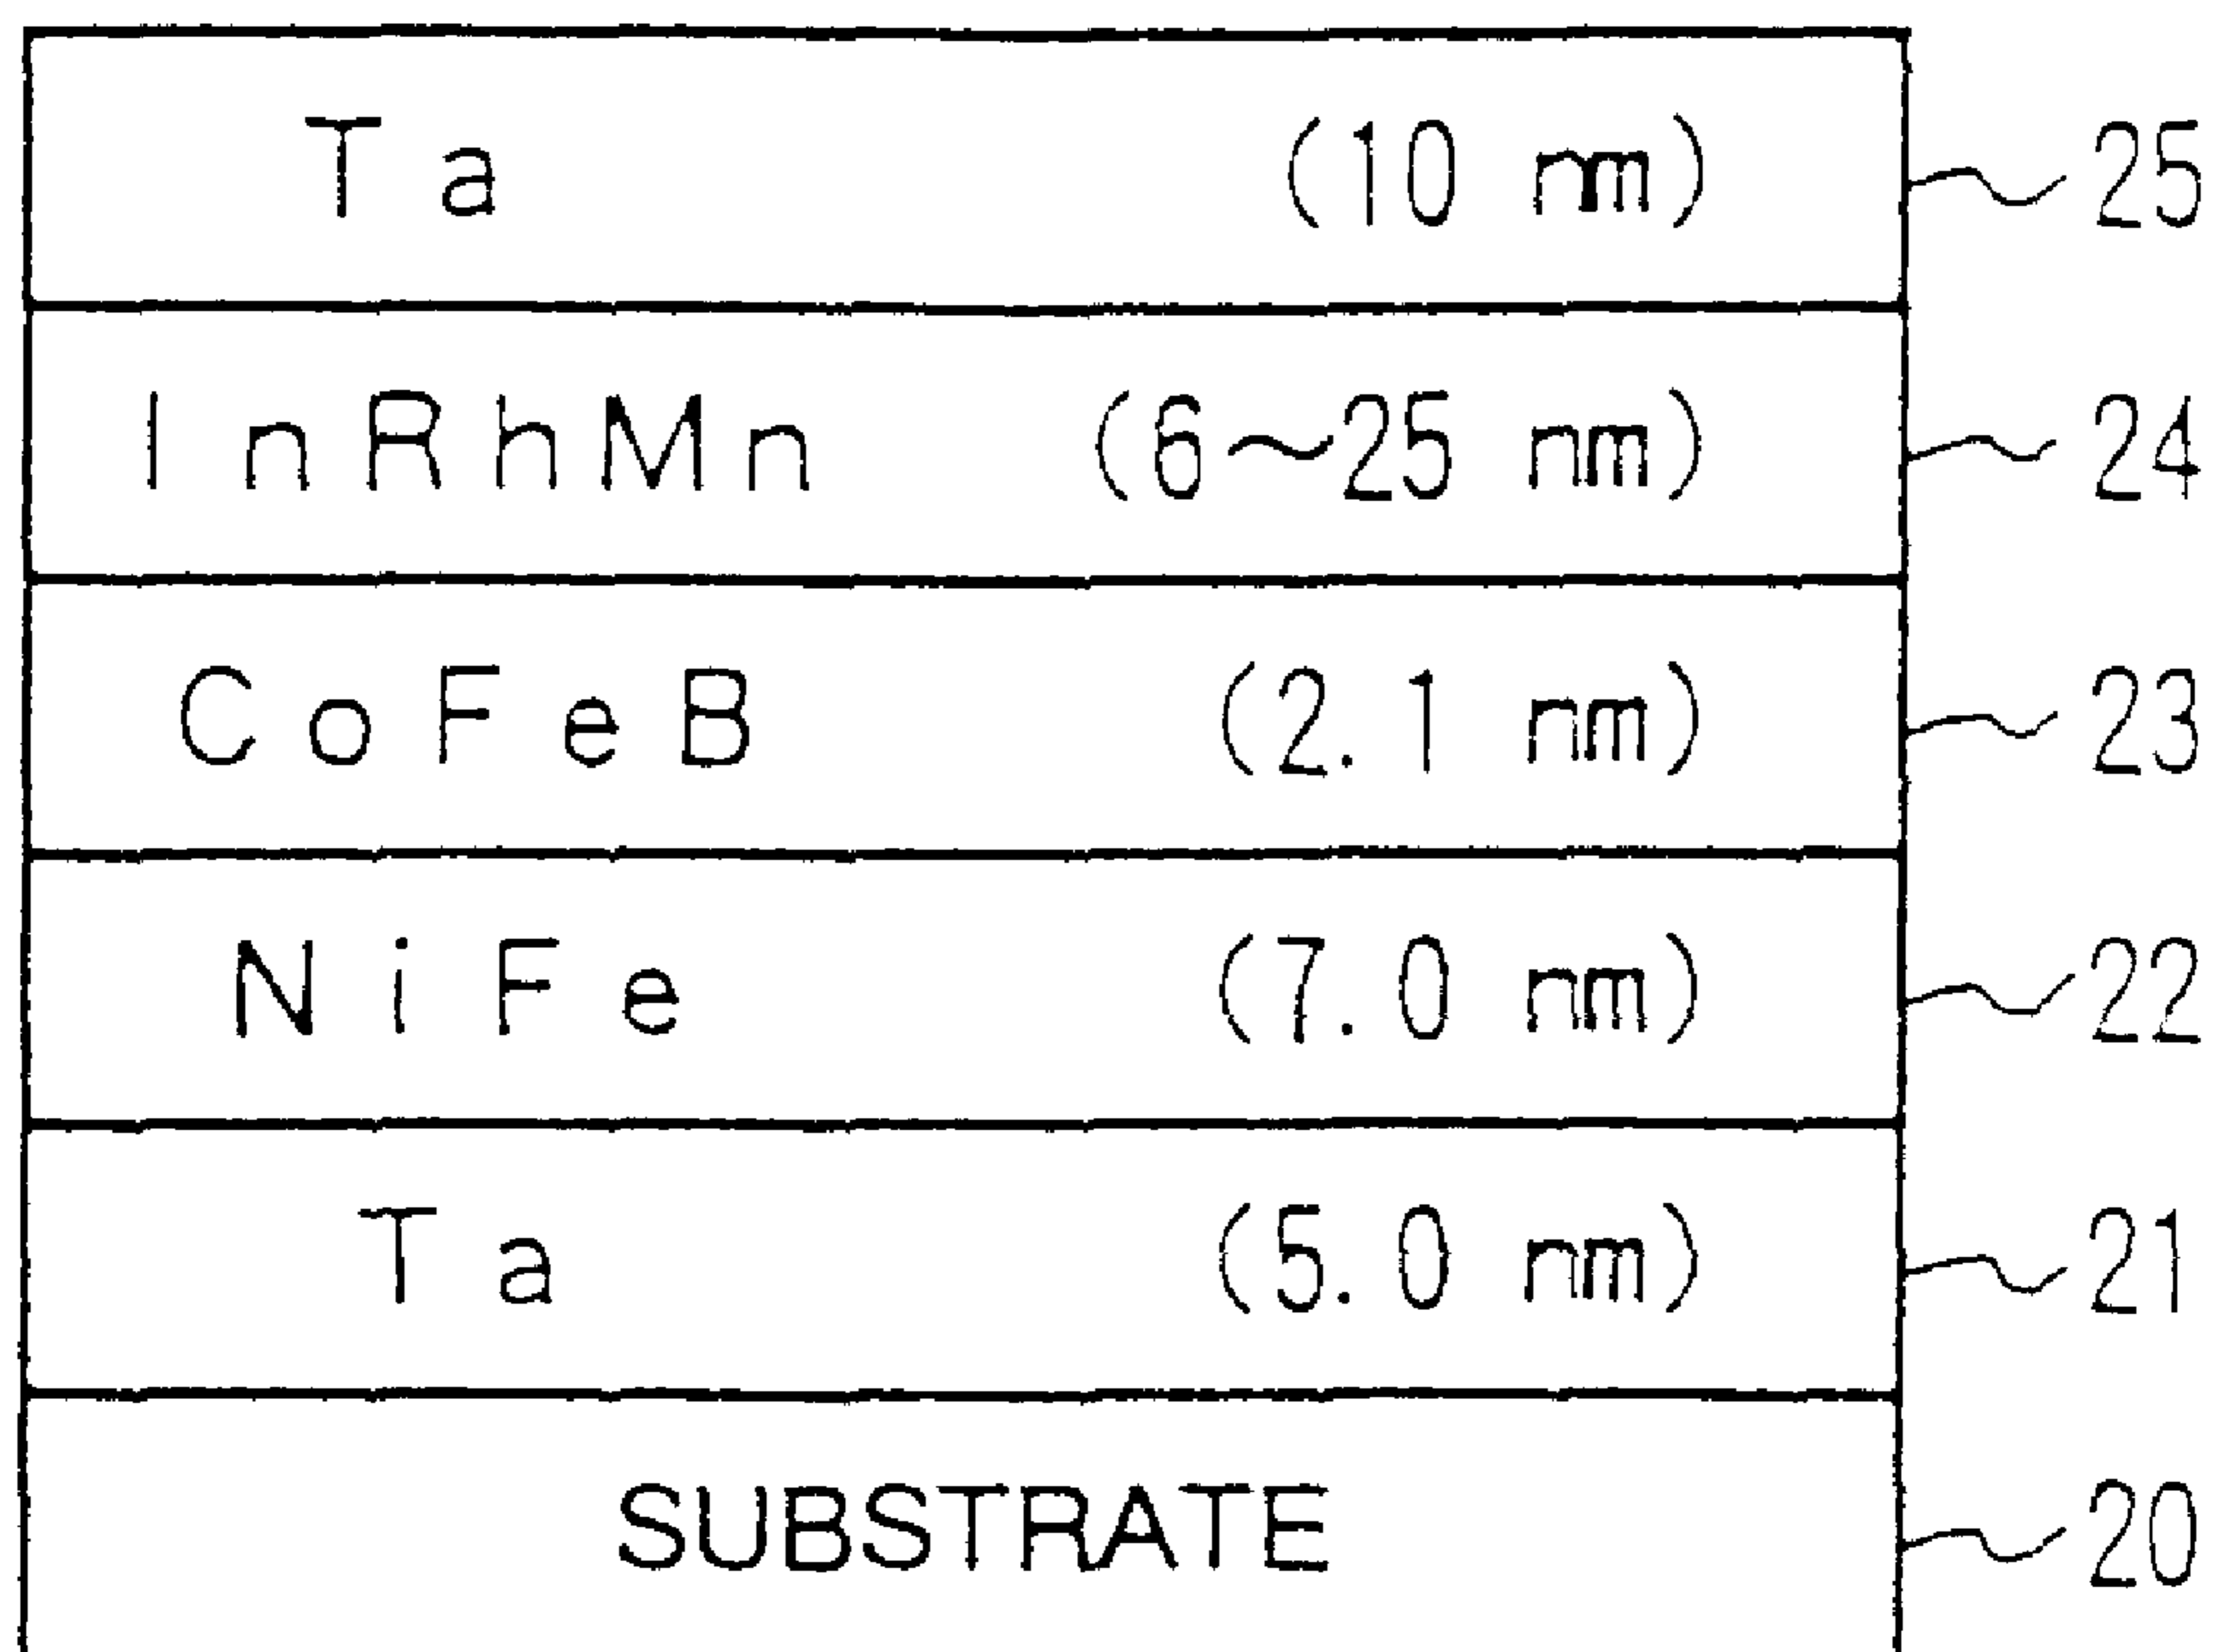 Ta (10 nm) 25
InRhMn (6~25 nm) 24
CoFeB (2.1 nm) 23
NiFe (7.0 nm) 22
Ta (5.0 nm) 21
SUBSTRATE 20